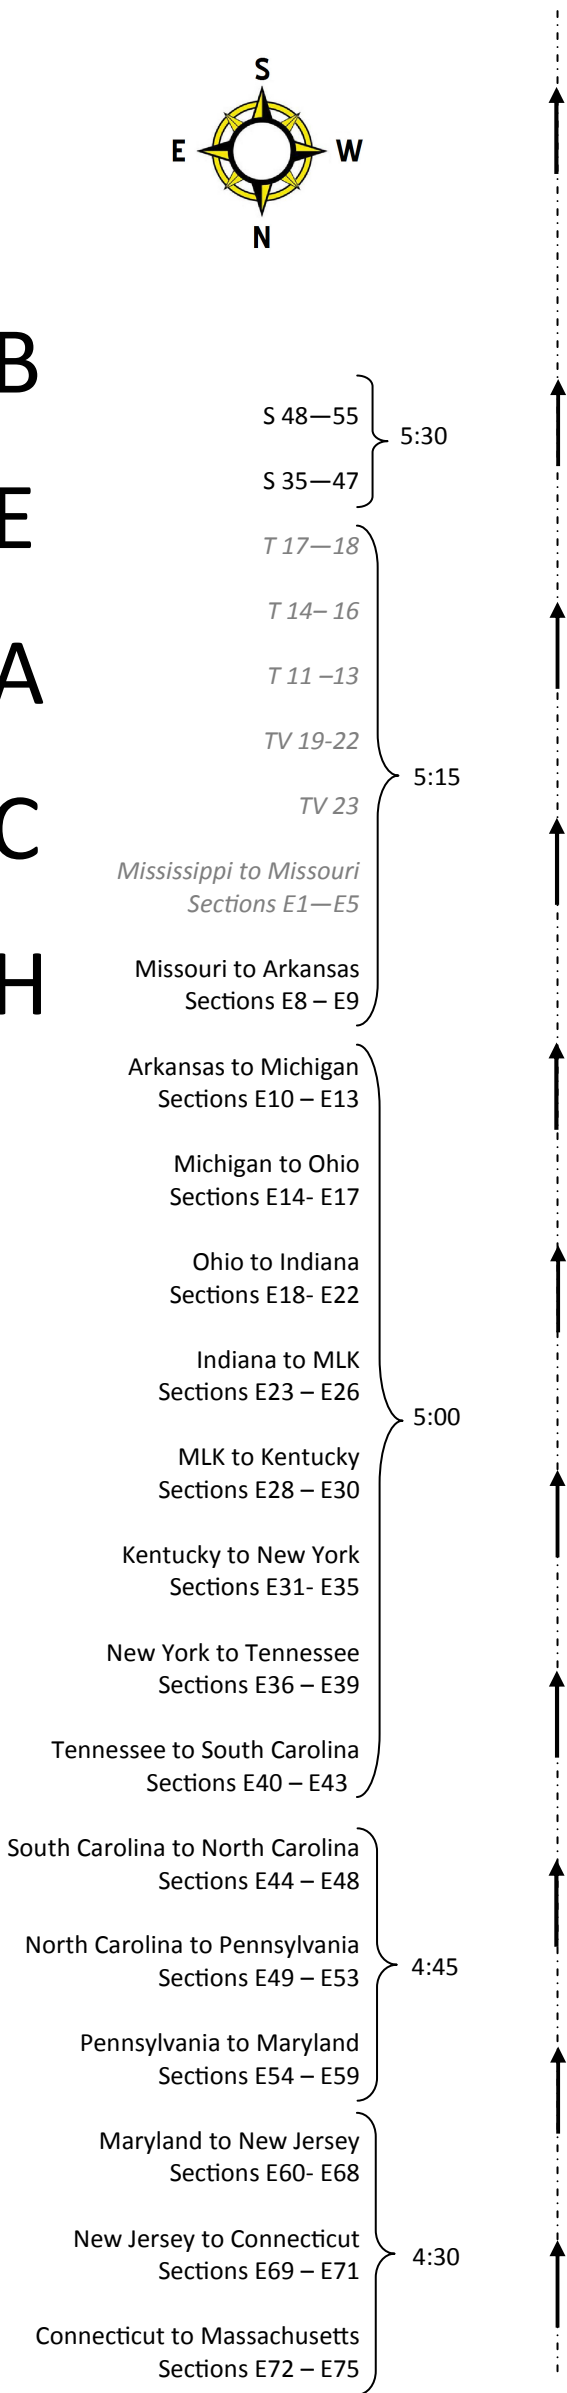 S
E W
N
B
E
A
C
H
S 48—55
S 35—47
5:30
T 17—18
T 14– 16
T 11 –13
TV 19-22
TV 23
Mississippi to Missouri
Sections E1—E5
Missouri to Arkansas
Sections E8 – E9
5:15
Arkansas to Michigan
Sections E10 – E13
Michigan to Ohio
Sections E14- E17
Ohio to Indiana
Sections E18- E22
Indiana to MLK
Sections E23 – E26
MLK to Kentucky
Sections E28 – E30
Kentucky to New York
Sections E31- E35
New York to Tennessee
Sections E36 – E39
Tennessee to South Carolina
Sections E40 – E43
5:00
South Carolina to North Carolina
Sections E44 – E48
North Carolina to Pennsylvania
Sections E49 – E53
Pennsylvania to Maryland
Sections E54 – E59
4:45
Maryland to New Jersey
Sections E60- E68
New Jersey to Connecticut
Sections E69 – E71
Connecticut to Massachusetts
Sections E72 – E75
4:30